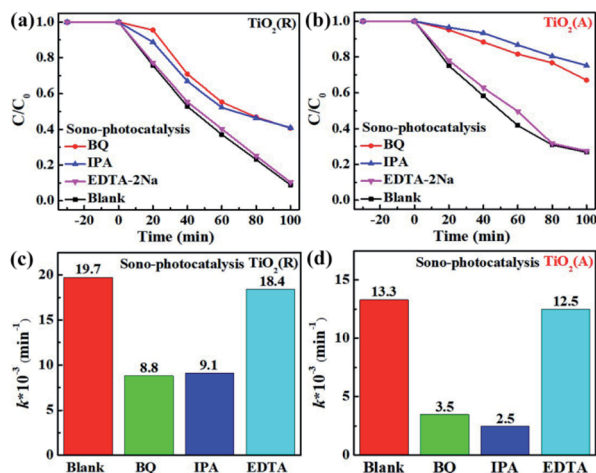 (a)
TiO₂(R)
C/C₀
1.0
0.8
0.6
0.4
0.2
0.0
Sono-photocatalysis
BQ
IPA
EDTA-2Na
Blank
-20 0 20 40 60 80 100
Time (min)
(b)
TiO₂(A)
C/C₀
1.0
0.8
0.6
0.4
0.2
0.0
Sono-photocatalysis
BQ
IPA
EDTA-2Na
Blank
-20 0 20 40 60 80 100
Time (min)
(c)
Sono-photocatalysis TiO₂(R)
k*10⁻³ (min⁻¹)
20
15
10
5
0
19.7
8.8
9.1
18.4
Blank BQ IPA EDTA
(d)
Sono-photocatalysis TiO₂(A)
k*10⁻³ (min⁻¹)
15
10
5
0
13.3
3.5
2.5
12.5
Blank BQ IPA EDTA